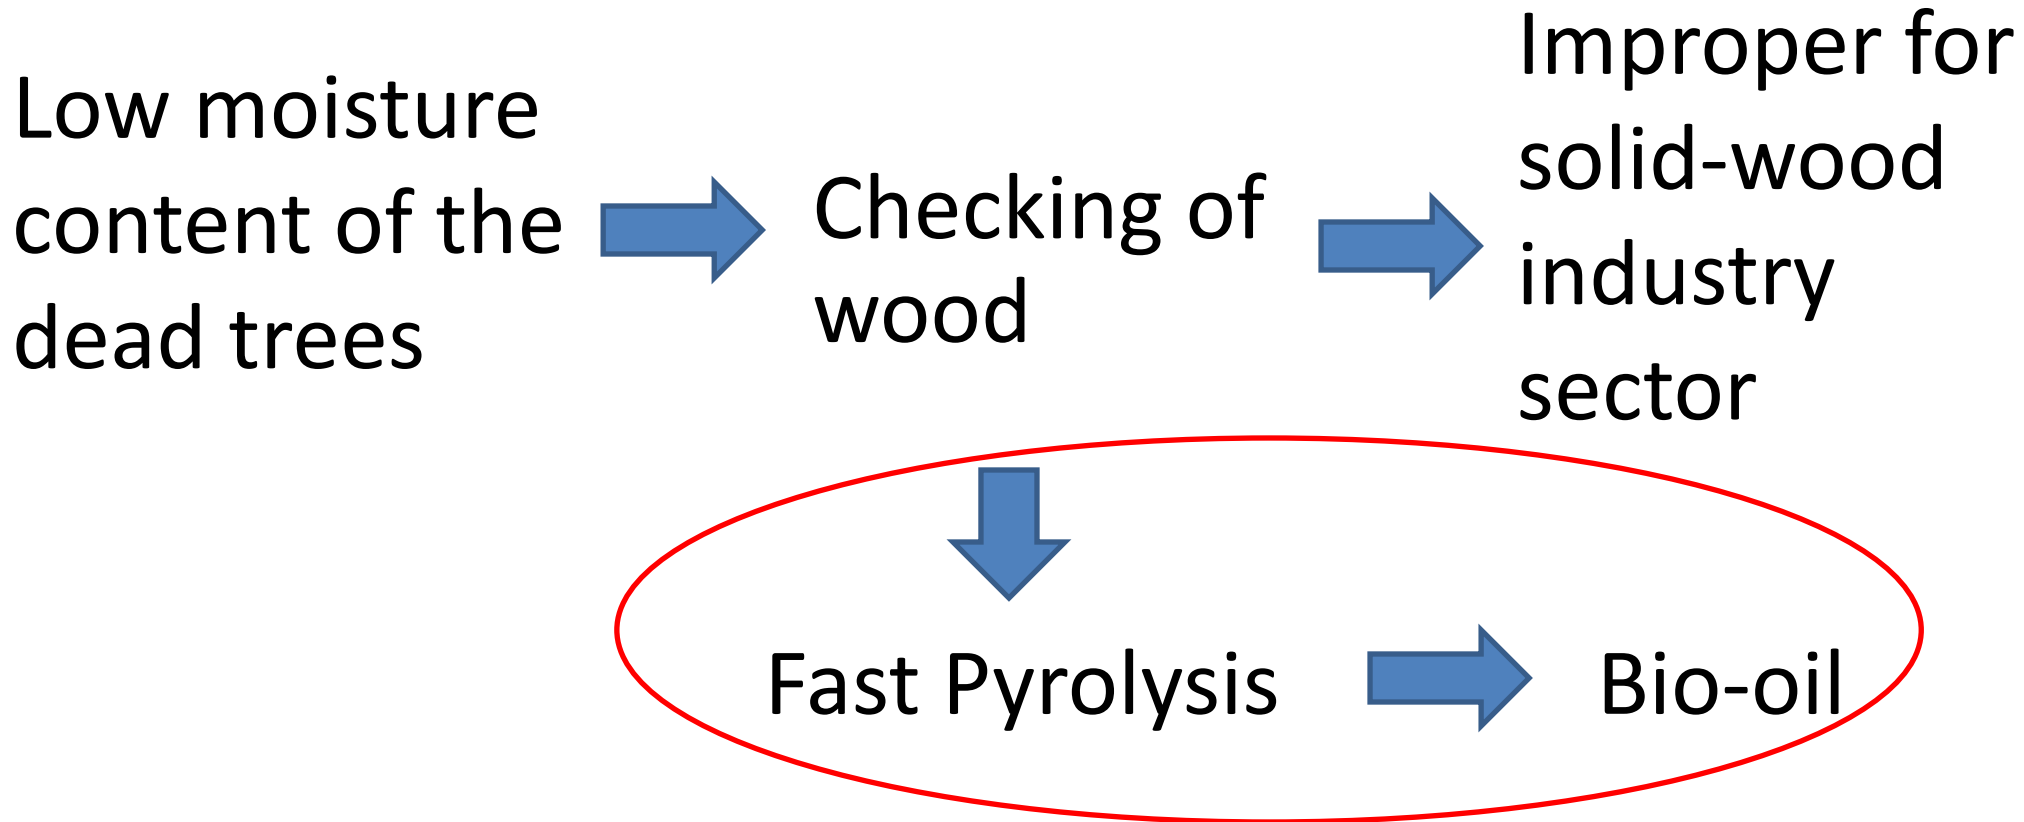 Low moisture
content of the
dead trees
Checking of
wood
Improper for
solid-wood
industry
sector
Fast Pyrolysis
Bio-oil